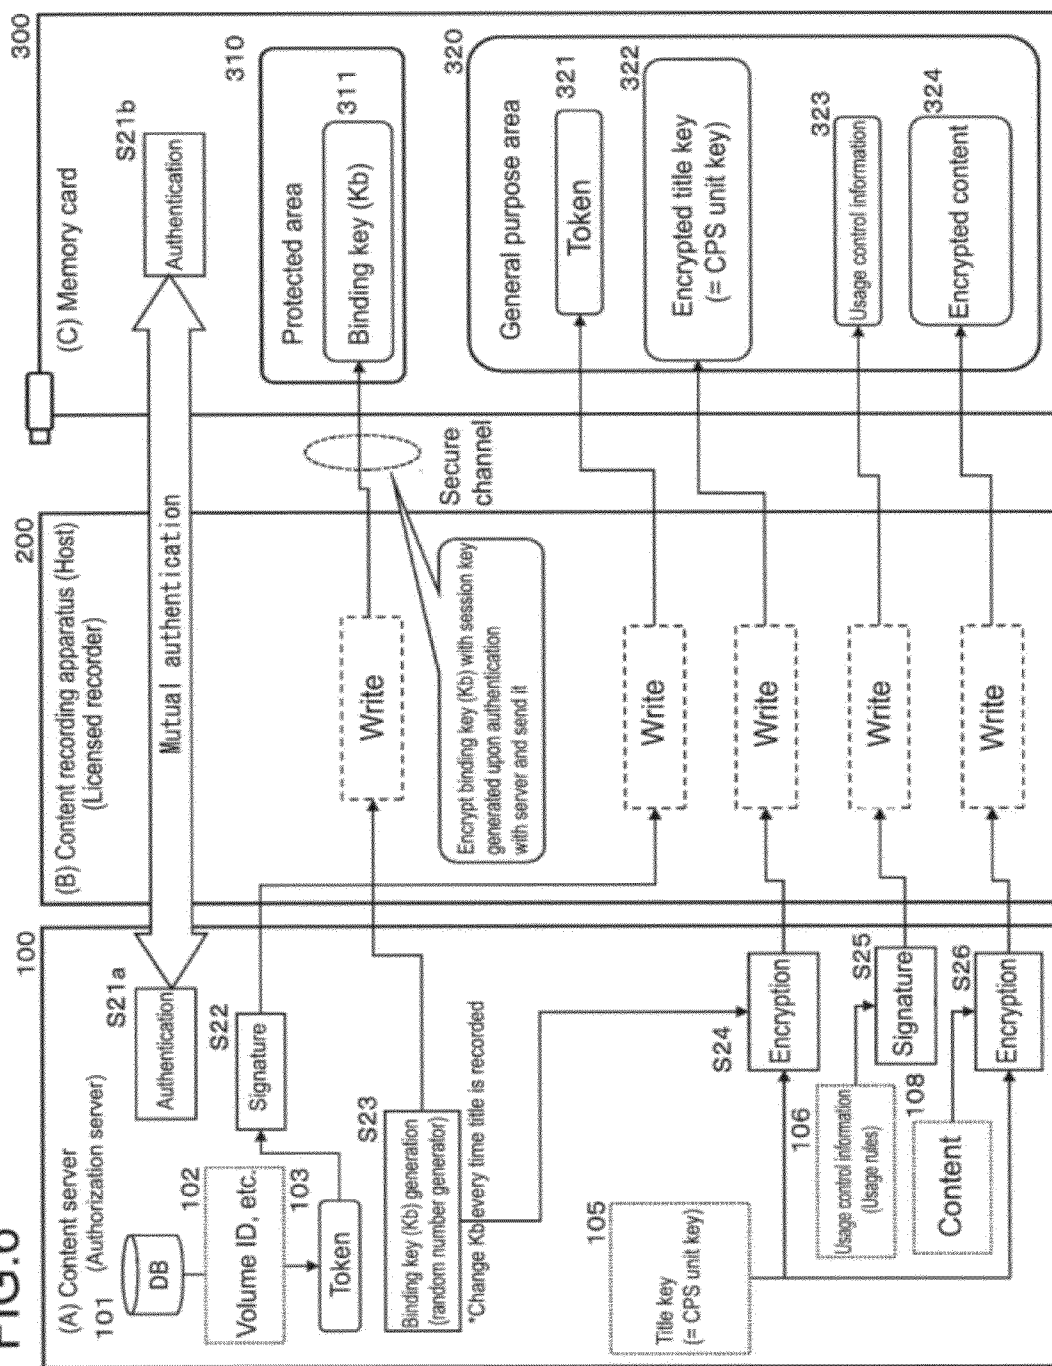 FIG.6
100
(A) Content server
(Authorization server)
101
DB
102
Volume ID, etc.
103
Token
S21a
Authentication
S22
Signature
S23
Binding key (Kb) generation
(random number generator)
*Change Kb every time title is recorded
105
Title key
(= CPS unit key)
S24
Encryption
106
Usage control information
(Usage rules)
S25
Signature
108
Content
S26
Encryption
200
(B) Content recording apparatus (Host)
(Licensed recorder)
Mutual authentication
Write
Encrypt binding key (Kb) with session key
generated upon authentication
with server and send it
Write
Write
Write
Write
Secure
channel
300
(C) Memory card
S21b
Authentication
310
Protected area
311
Binding key (Kb)
320
General purpose area
321
Token
322
Encrypted title key
(= CPS unit key)
323
Usage control information
324
Encrypted content